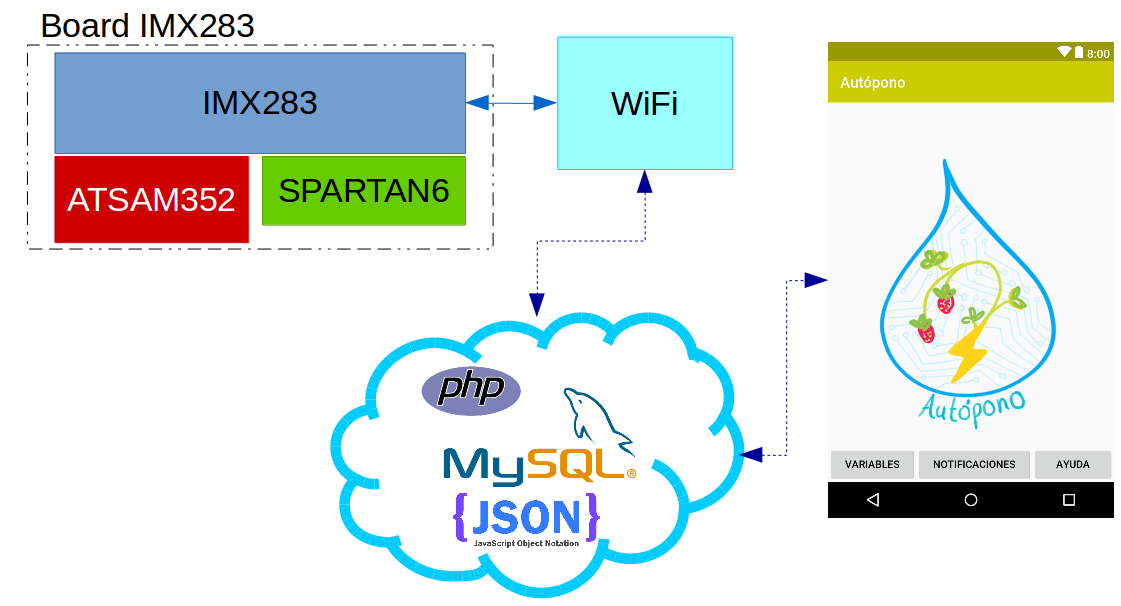 Board IMX283
IMX283
ATSAM352
SPARTAN6
WiFi
php
MySQL®
{JSON}
JavaScript Object Notation
8:00
Autópono
Autópono
VARIABLES
NOTIFICACIONES
AYUDA